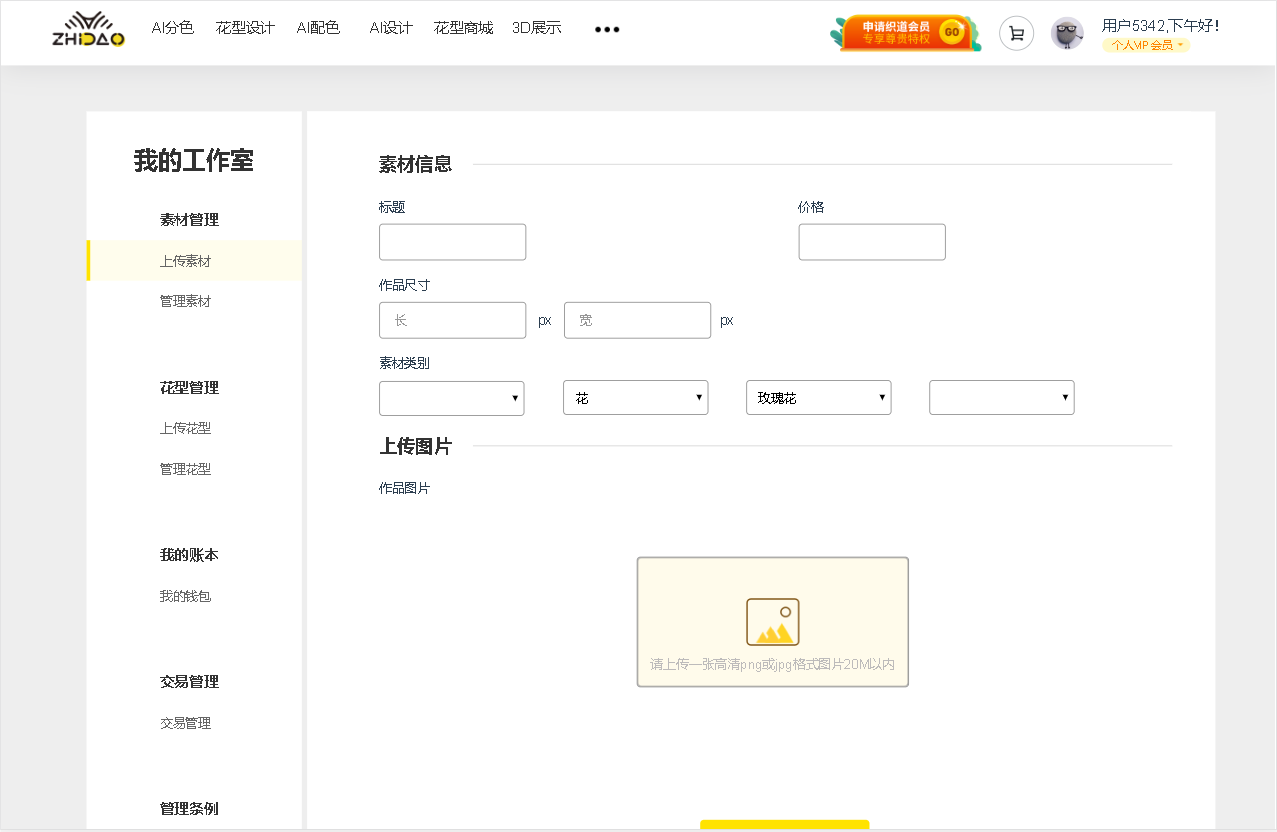 ZHIDAO
AI分色 花型设计 AI配色 AI设计 花型商城 3D展示 •••
申请织道会员
专享尊贵特权
GO
用户5342,下午好!
个人VIP会员
我的工作室
素材管理
上传素材
管理素材
花型管理
上传花型
管理花型
我的账本
我的钱包
交易管理
交易管理
管理条例
素材信息
标题 价格
作品尺寸
长 px 宽 px
素材类别
花 玫瑰花
上传图片
作品图片
请上传一张高清png或jpg格式图片20M以内